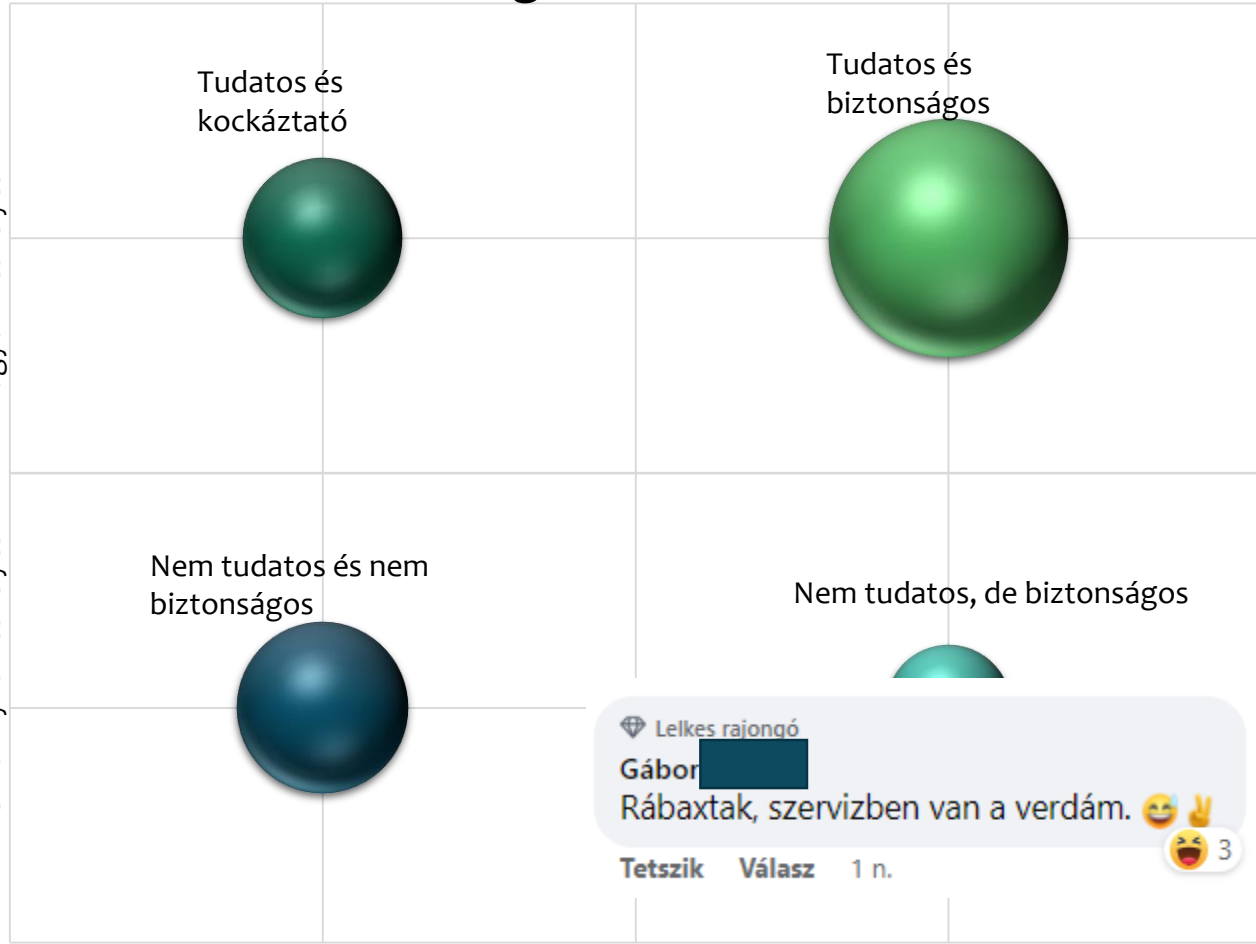 Tudatos és
kockáztató
Tudatos és
biztonságos
Nem tudatos és nem
biztonságos
Nem tudatos, de biztonságos
Lelkes rajongó
Gábor
Rábaxtak, szervizben van a verdám. 😅✌
3
Tetszik Válasz 1 n.